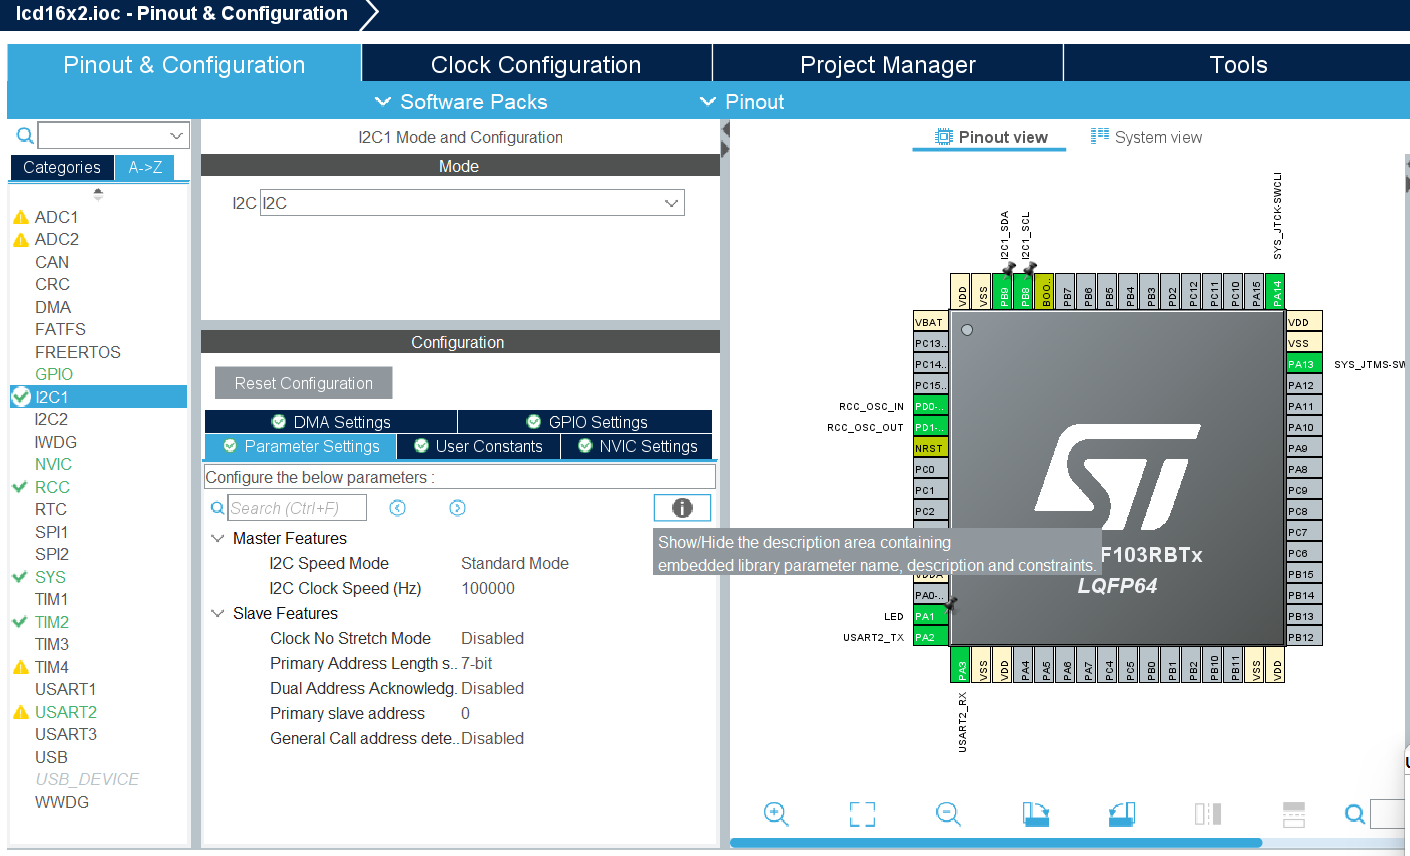 lcd16x2.ioc - Pinout & Configuration
Pinout & Configuration
Clock Configuration
Project Manager
Tools
Software Packs
Pinout
Categories
A->Z
ADC1
ADC2
CAN
CRC
DMA
FATFS
FREERTOS
GPIO
I2C1
I2C2
IWDG
NVIC
RCC
RTC
SPI1
SPI2
SYS
TIM1
TIM2
TIM3
TIM4
USART1
USART2
USART3
USB
USB_DEVICE
WWDG
I2C1 Mode and Configuration
Mode
I2C I2C
Configuration
Reset Configuration
DMA Settings
GPIO Settings
Parameter Settings
User Constants
NVIC Settings
Configure the below parameters :
Search (Ctrl+F)
Master Features
I2C Speed Mode Standard Mode
I2C Clock Speed (Hz) 100000
Slave Features
Clock No Stretch Mode Disabled
Primary Address Length s.. 7-bit
Dual Address Acknowledg. Disabled
Primary slave address 0
General Call address dete.. Disabled
Show/Hide the description area containing
embedded library parameter name, description and constraints.
Pinout view
System view
I2C1_SDA
I2C1_SCL
SYS_JTCK-SWCLI
VDD
VSS
PB9
PB8
BOO..
PB7
PB6
PB5
PB4
PB3
PD2
PC12
PC11
PC10
PA15
PA14
VBAT
PC13..
PC14..
PC15..
RCC_OSC_IN PD0-..
RCC_OSC_OUT PD1-..
NRST
PC0
PC1
PC2
VDDA
PA0-..
LED PA1
USART2_TX PA2
F103RBTx
LQFP64
VDD
VSS
PA13 SYS_JTMS-SW
PA12
PA11
PA10
PA9
PA8
PC9
PC8
PC7
PC6
PB15
PB14
PB13
PB12
PA3
VSS
VDD
PA4
PA5
PA6
PA7
PC4
PC5
PB0
PB1
PB2
PB10
PB11
VSS
VDD
USART2_RX